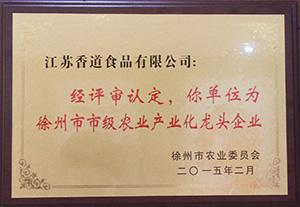 江苏香道食品有限公司:
经评审认定，你单位为
徐州市市级农业产业化龙头企业
徐州市农业委员会
二〇一五年二月